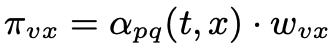 π_{vx} = α_{pq}(t, x) · w_{vx}